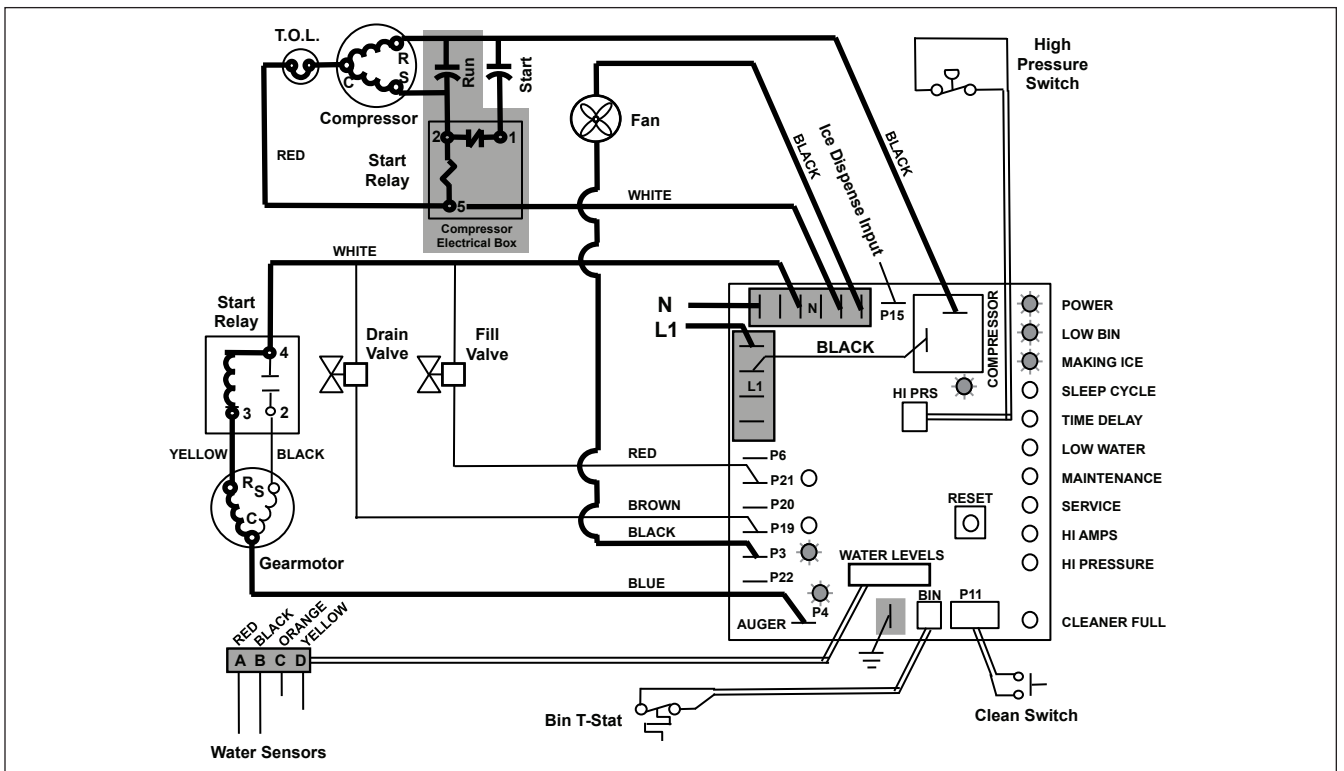 T.O.L.
R
C
S
Compressor
Run
Start
2
1
Start
Relay
5
Compressor
Electrical Box
RED
WHITE
Fan
BLACK
Ice Dispense Input
BLACK
High
Pressure
Switch
WHITE
Start
Relay
4
3
2
YELLOW
BLACK
R
S
C
Gearmotor
Drain
Valve
Fill
Valve
N
N
P15
L1
BLACK
L1
COMPRESSOR
HI PRS
POWER
LOW BIN
MAKING ICE
SLEEP CYCLE
TIME DELAY
LOW WATER
MAINTENANCE
SERVICE
HI AMPS
HI PRESSURE
CLEANER FULL
RED
P6
P21
BROWN
P20
P19
BLACK
P3
P22
BLUE
P4
AUGER
RESET
WATER LEVELS
BIN
P11
RED
BLACK
ORANGE
YELLOW
A B C D
Water Sensors
Bin T-Stat
Clean Switch